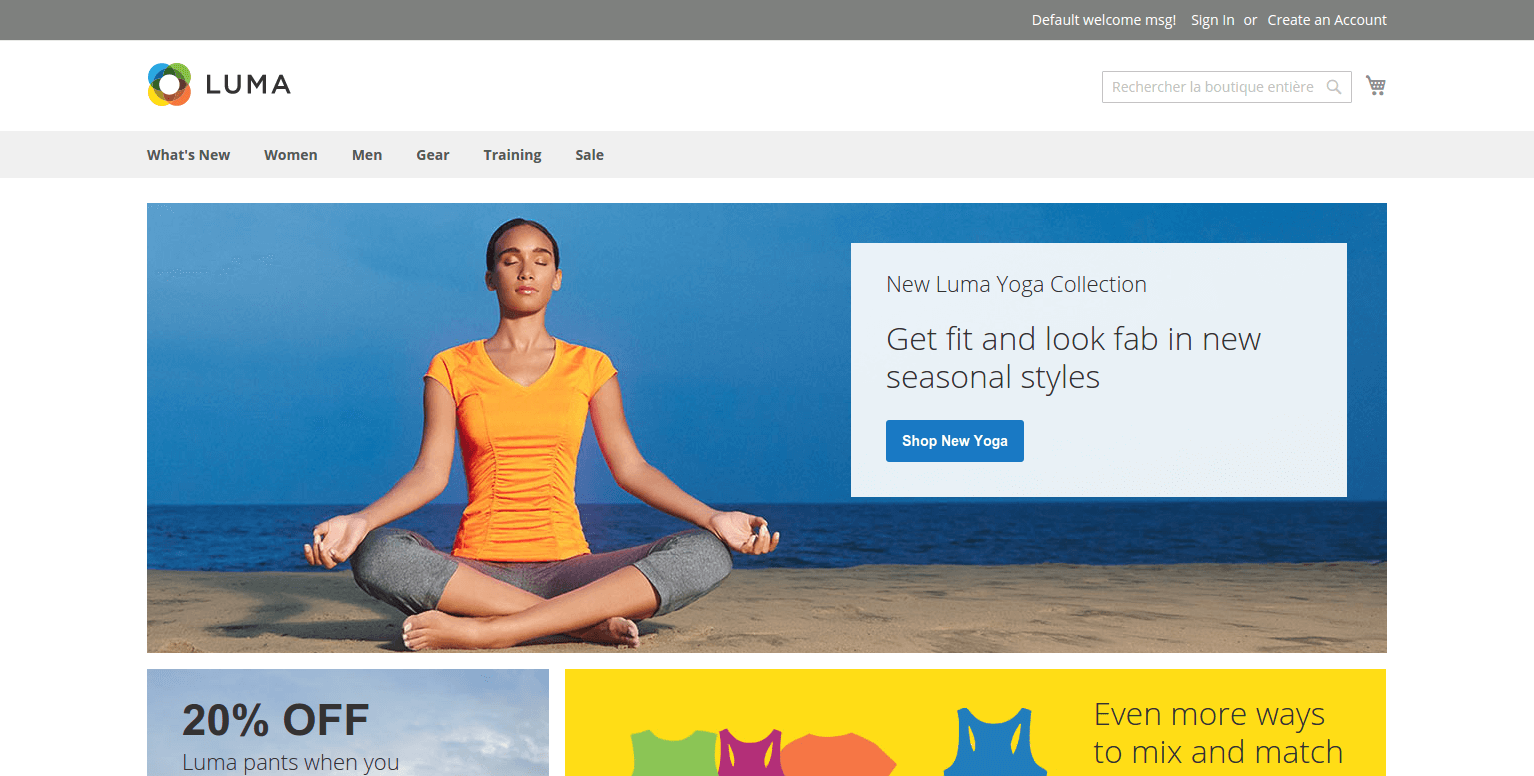 Default welcome msg! Sign In or Create an Account
LUMA
Rechercher la boutique entière
What's New Women Men Gear Training Sale
New Luma Yoga Collection
Get fit and look fab in new
seasonal styles
Shop New Yoga
20% OFF
Luma pants when you
Even more ways
to mix and match